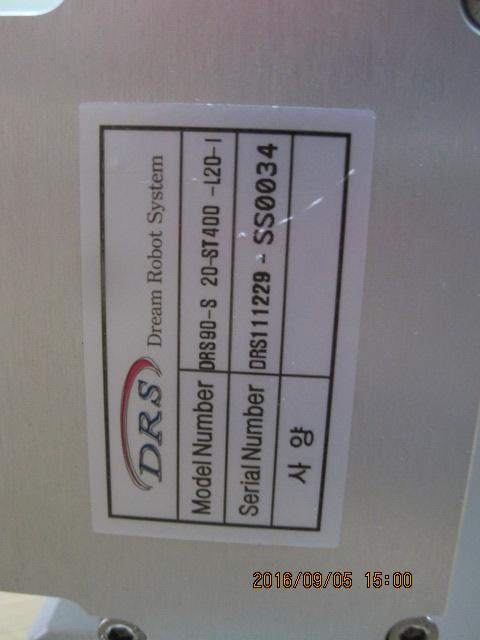 DRS Dream Robot System
Model Number DRS90-S 20-ST400 -L20-I
Serial Number DRS111229 - SS0034
사 양
2016/09/05 15:00